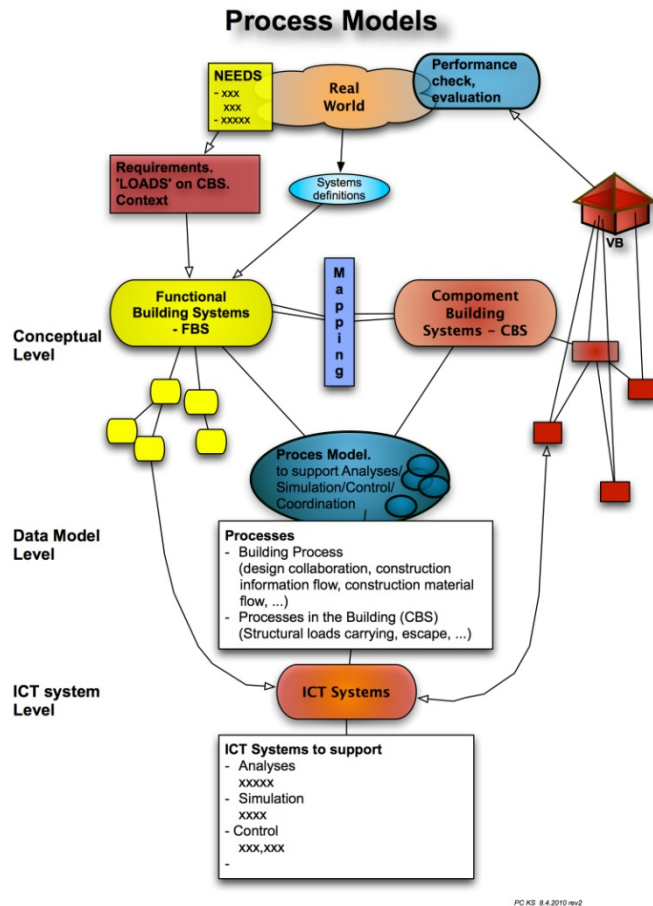 Process Models
NEEDS
- xxx
xxx
- xxxxx
Real
World
Performance
check,
evaluation
Requirements.
'LOADS' on CBS.
Context
Systems
definitions
VB
Functional
Building Systems
- FBS
Mapping
Component
Building
Systems – CBS
Conceptual
Level
Proces Model.
to support Analyses/
Simulation/Control/
Coordination
Data Model
Level
Processes
- Building Process
(design collaboration, construction
information flow, construction material
flow, ...)
- Processes in the Building (CBS)
(Structural loads carrying, escape, ...)
ICT system
Level
ICT Systems
ICT Systems to support
- Analyses
xxxxx
- Simulation
xxxx
- Control
xxx,xxx
-
PC KS 8.4.2010 rev2